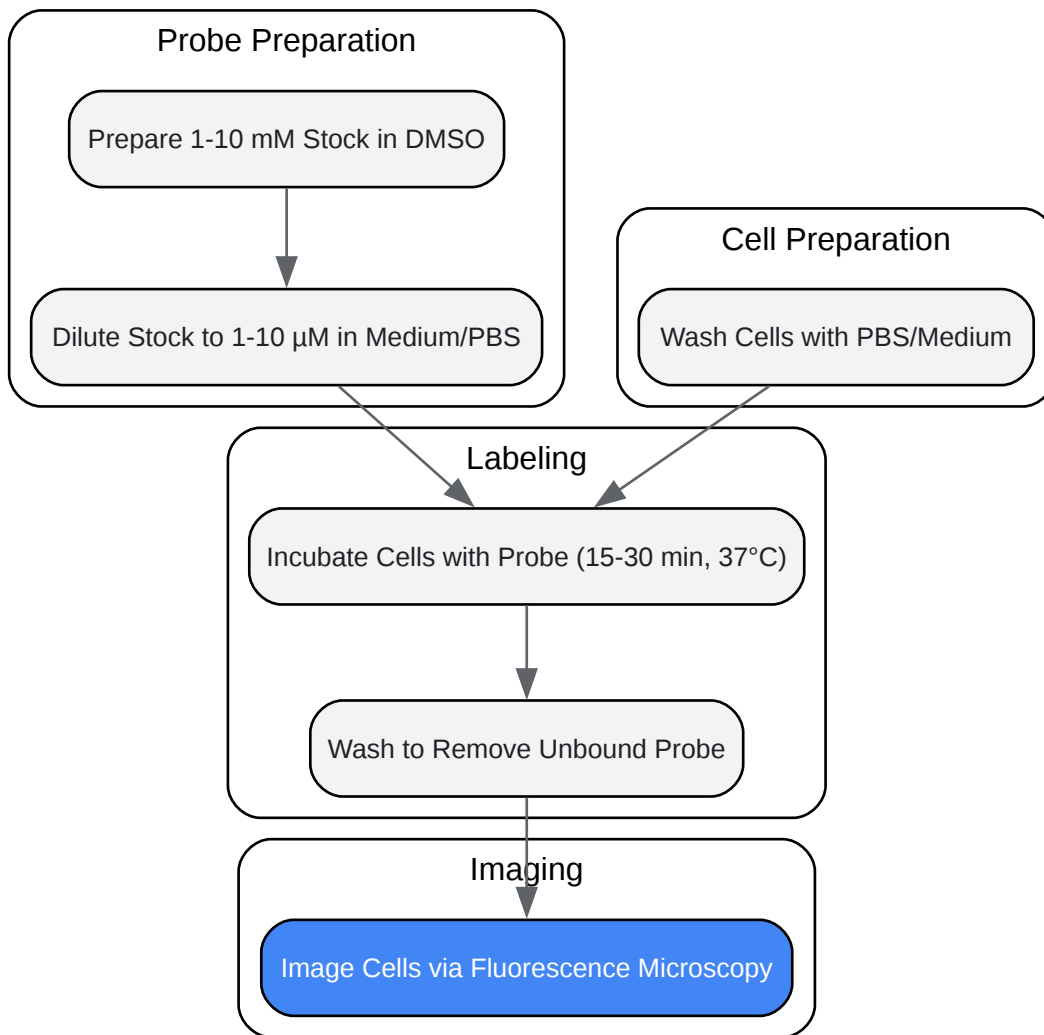 Probe Preparation
Prepare 1-10 mM Stock in DMSO
Dilute Stock to 1-10 µM in Medium/PBS
Cell Preparation
Wash Cells with PBS/Medium
Labeling
Incubate Cells with Probe (15-30 min, 37°C)
Wash to Remove Unbound Probe
Imaging
Image Cells via Fluorescence Microscopy